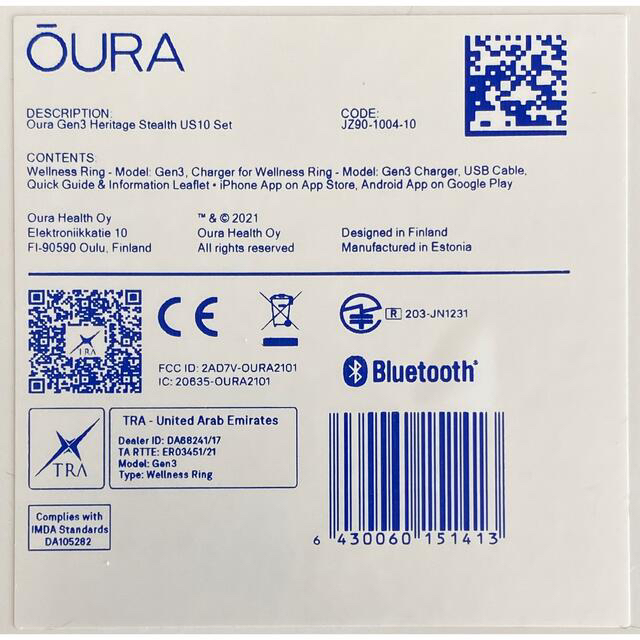 ŌURA
DESCRIPTION:
Oura Gen3 Heritage Stealth US10 Set
CODE:
JZ90-1004-10
CONTENTS:
Wellness Ring - Model: Gen3, Charger for Wellness Ring - Model: Gen3 Charger, USB Cable,
Quick Guide & Information Leaflet • iPhone App on App Store, Android App on Google Play
Oura Health Oy
Elektroniikkatie 10
FI-90590 Oulu, Finland
™ & © 2021
Oura Health Oy
All rights reserved
Designed in Finland
Manufactured in Estonia
TRA
CE
FCC ID: 2AD7V-OURA2101
IC: 20635-OURA2101
R 203-JN1231
Bluetooth®
TRA
TRA - United Arab Emirates
Dealer ID: DA68241/17
TA RTTE: ER03451/21
Model: Gen3
Type: Wellness Ring
Complies with
IMDA Standards
DA105282
6 430060 151413